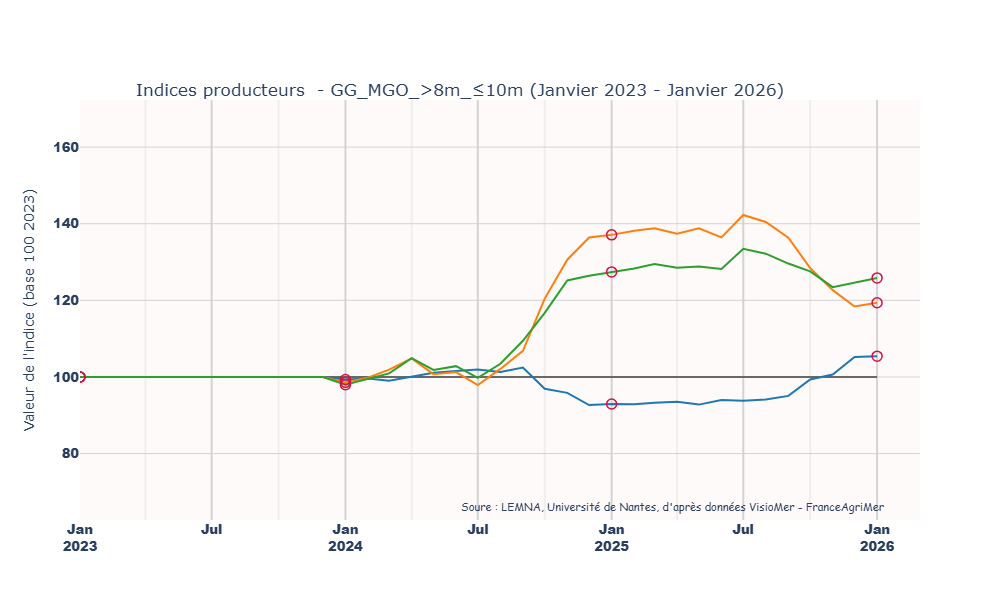 Indices producteurs - GG_MGO_>8m_≤10m (Janvier 2023 - Janvier 2026)
Valeur de l'indice (base 100 2023)
160
140
120
100
80
Soure : LEMNA, Université de Nantes, d'après données VisioMer - FranceAgriMer
Jan Jul Jan Jul Jan Jul Jan
2023 2024 2025 2026